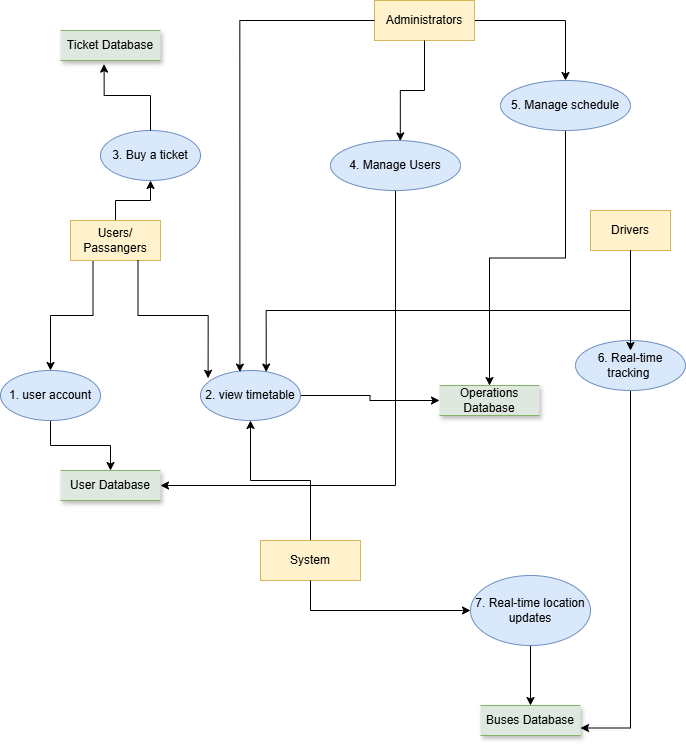 Administrators
Ticket Database
5. Manage schedule
3. Buy a ticket
4. Manage Users
Users/
Passangers
Drivers
6. Real-time
tracking
1. user account
2. view timetable
Operations
Database
User Database
System
7. Real-time location
updates
Buses Database